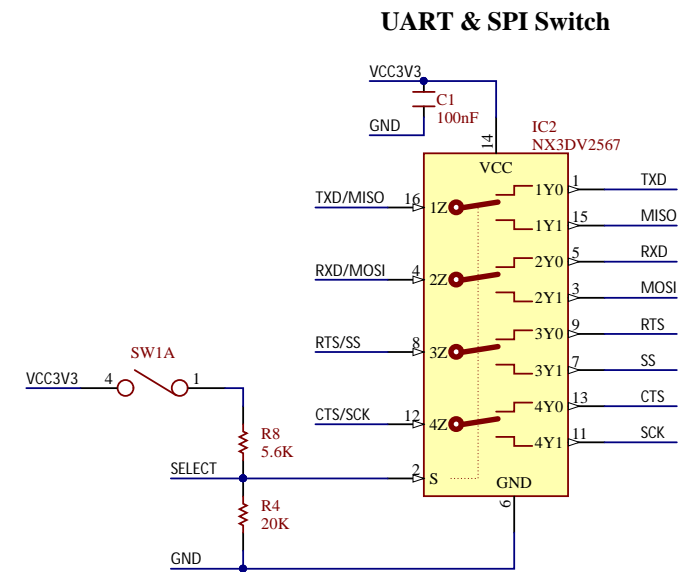 UART & SPI Switch
VCC3V3
C1
100nF
GND
IC2
NX3DV2567
14
VCC
TXD/MISO 16 1Z 1Y0 1 TXD
1Y1 15 MISO
RXD/MOSI 4 2Z 2Y0 5 RXD
2Y1 3 MOSI
RTS/SS 8 3Z 3Y0 9 RTS
3Y1 7 SS
CTS/SCK 12 4Z 4Y0 13 CTS
4Y1 11 SCK
SW1A
VCC3V3 4 1
R8
5.6K
SELECT 2 S
GND
6
R4
20K
GND